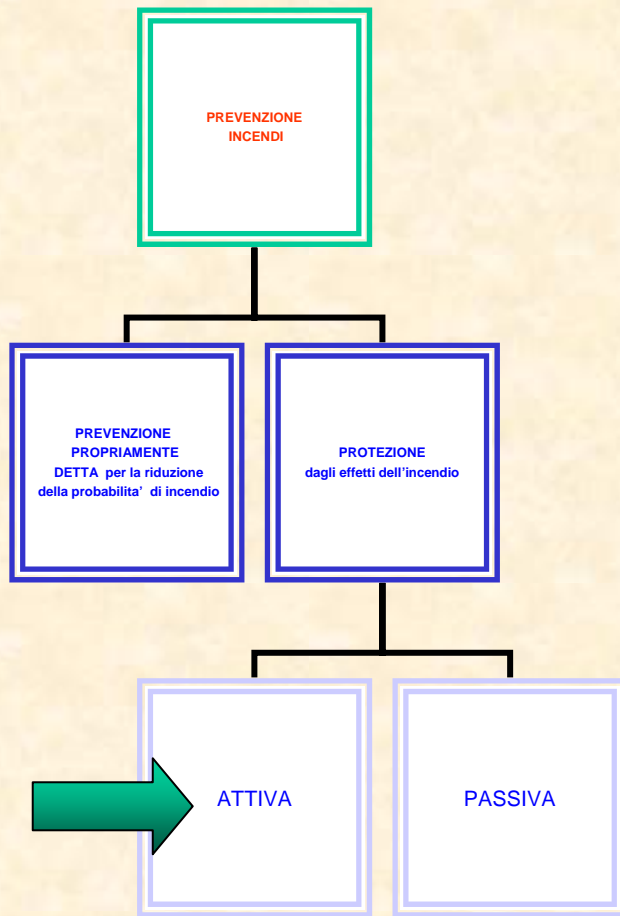 PREVENZIONE
INCENDI
PREVENZIONE
PROPRIAMENTE
DETTA per la riduzione
della probabilita' di incendio
PROTEZIONE
dagli effetti dell'incendio
ATTIVA
PASSIVA